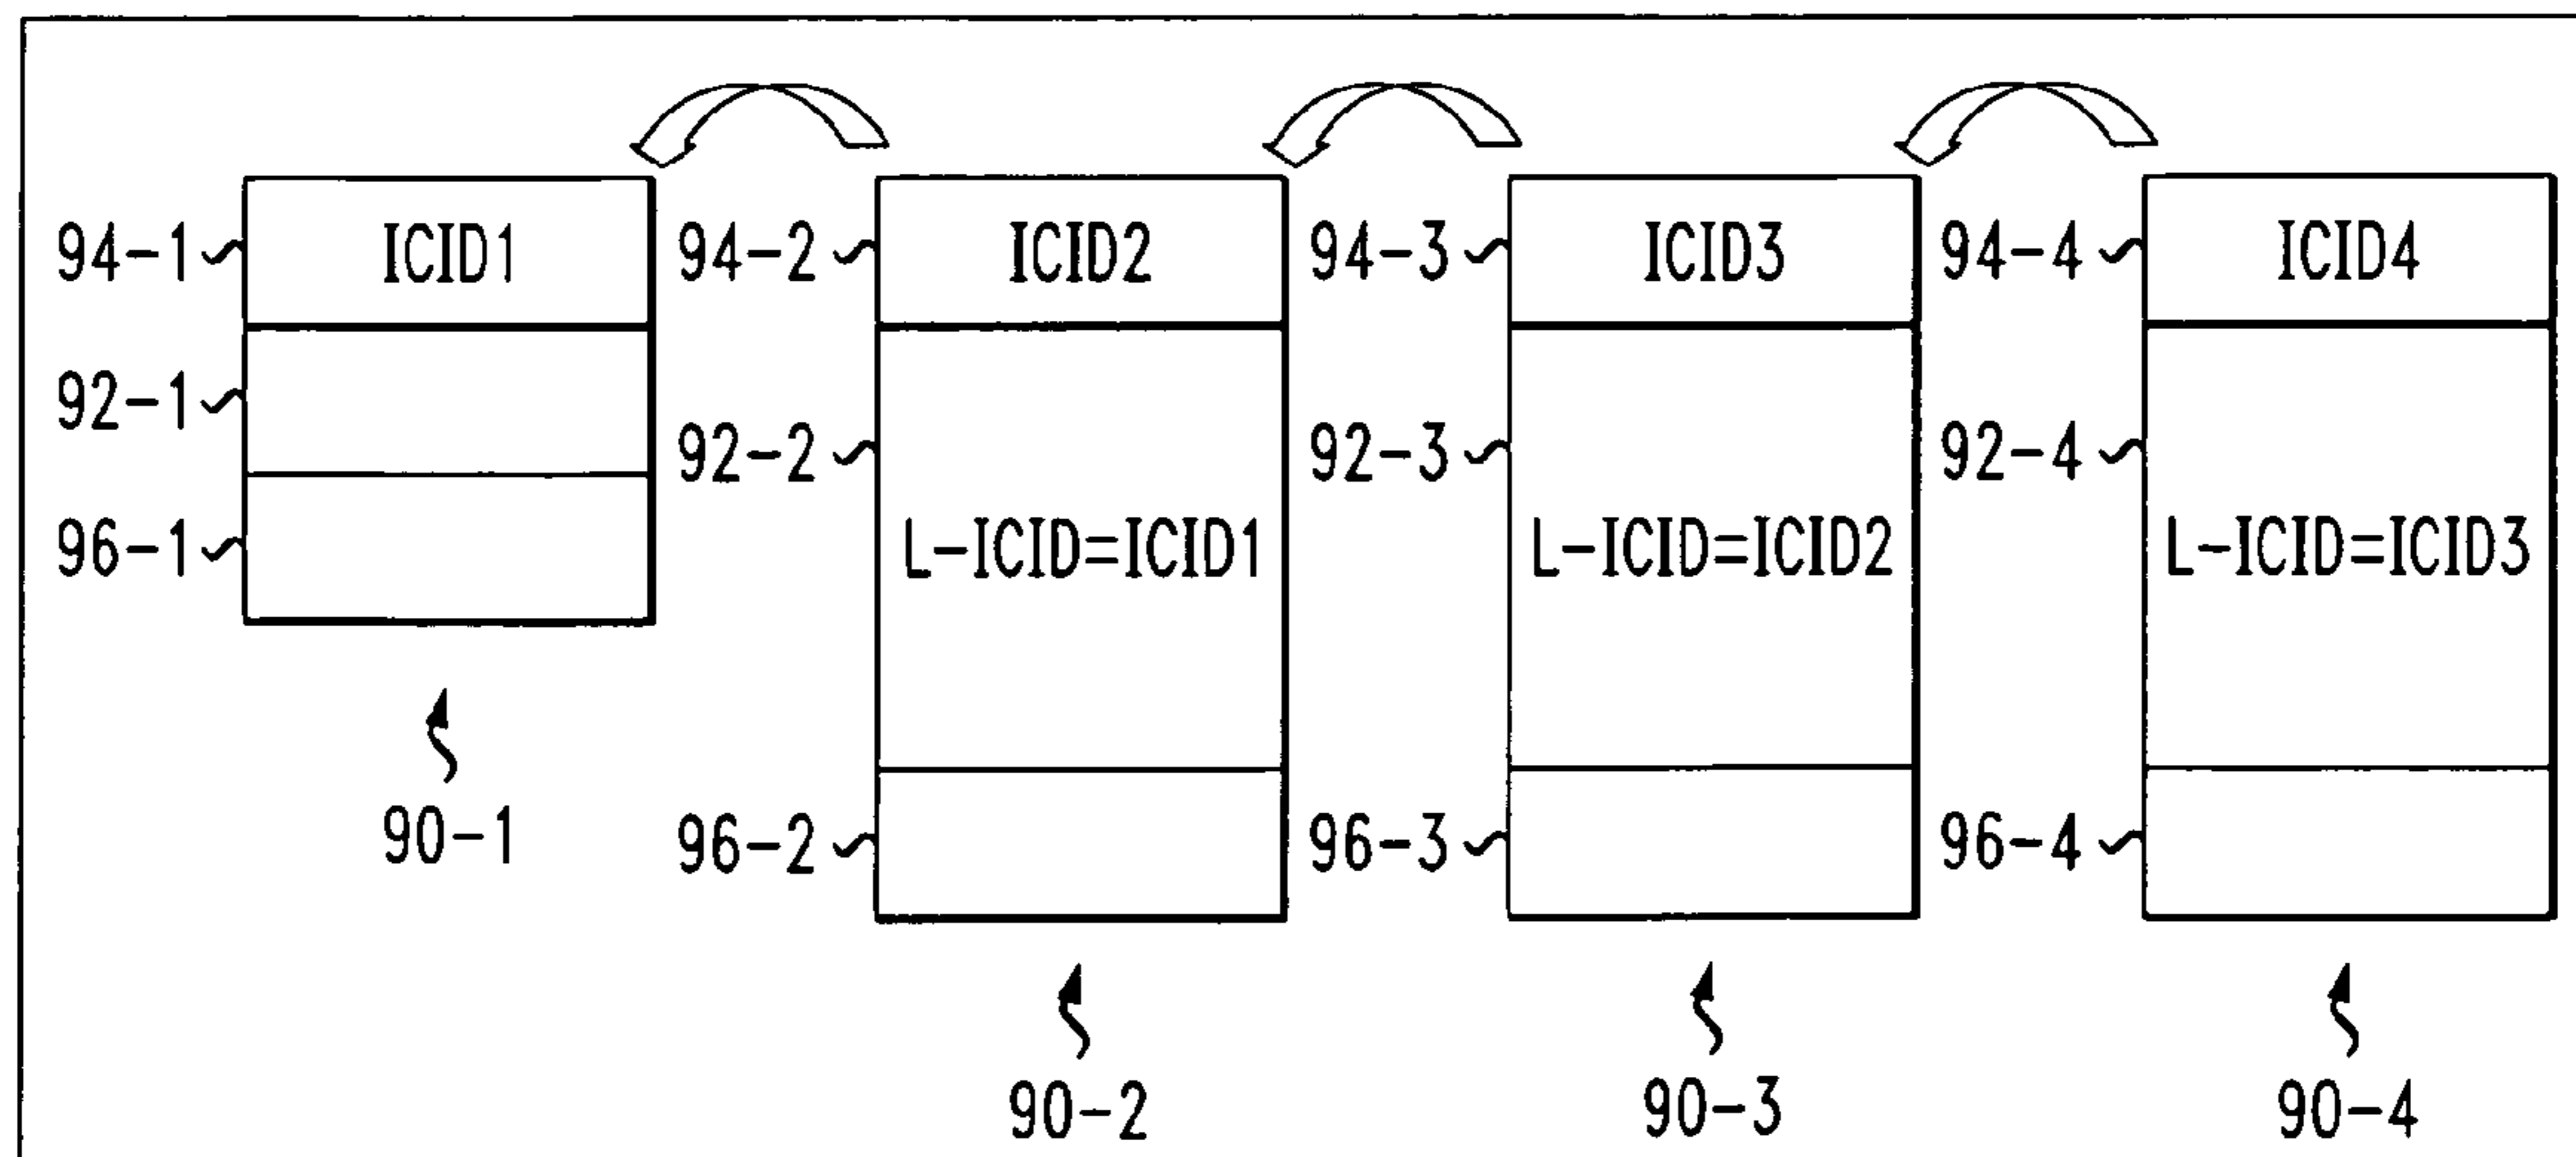 94-1 ICID1 94-2 ICID2 94-3 ICID3 94-4 ICID4
92-1 92-2 92-3 92-4
96-1 L-ICID=ICID1 L-ICID=ICID2 L-ICID=ICID3
90-1 96-2 96-3 96-4
90-2 90-3 90-4